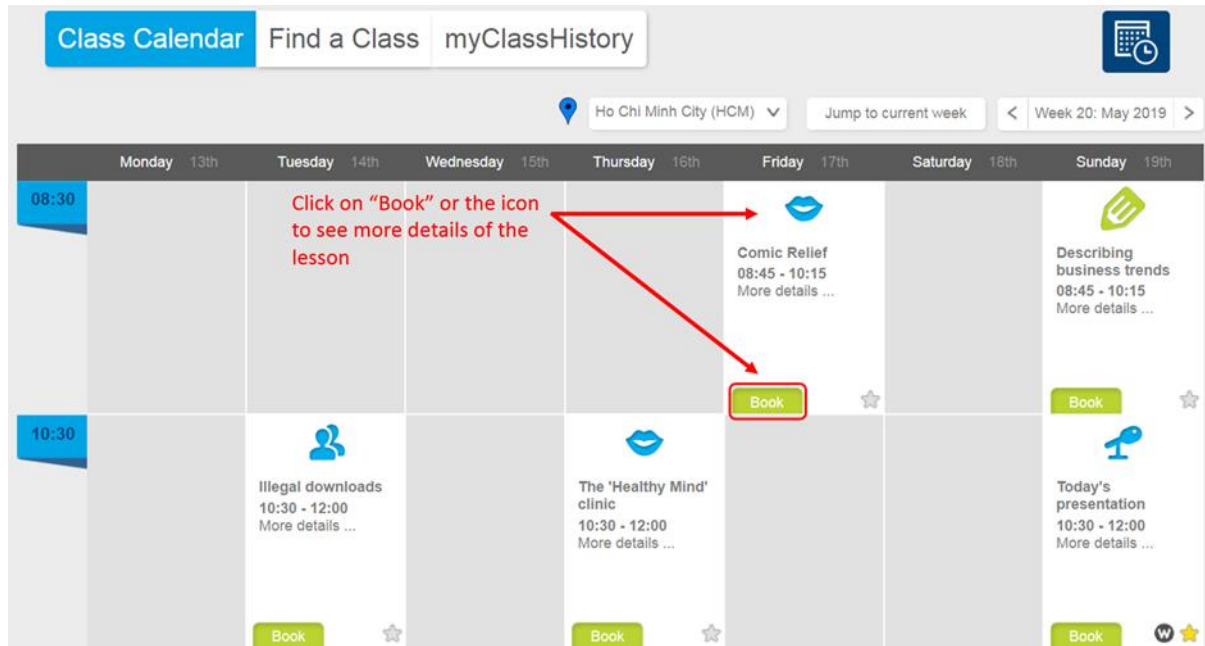 Class Calendar Find a Class myClassHistory
Ho Chi Minh City (HCM) Jump to current week < Week 20: May 2019 >
Monday 13th Tuesday 14th Wednesday 15th Thursday 16th Friday 17th Saturday 18th Sunday 19th
08:30
Click on “Book” or the icon
to see more details of the
lesson
Comic Relief
08:45 - 10:15
More details ...
Book
Describing
business trends
08:45 - 10:15
More details ...
Book
10:30
Illegal downloads
10:30 - 12:00
More details ...
Book
The 'Healthy Mind'
clinic
10:30 - 12:00
More details ...
Book
Today's
presentation
10:30 - 12:00
More details ...
Book W